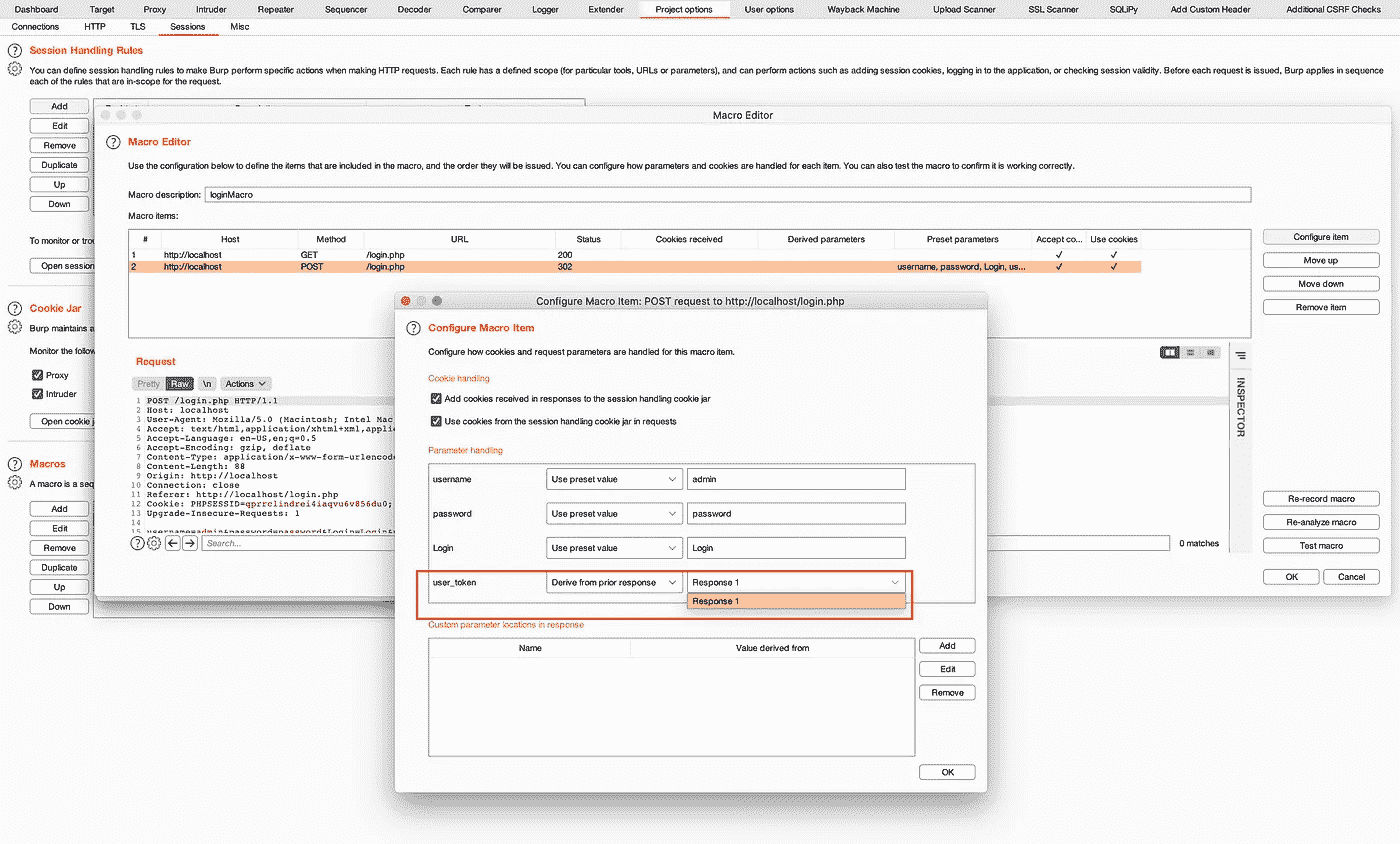 Dashboard Target Proxy Intruder Repeater Sequencer Decoder Comparer Logger Extender Project options User options Wayback Machine Upload Scanner SSL Scanner SQLiPy Add Custom Header Additional CSRF Checks
Connections HTTP TLS Sessions Misc
Session Handling Rules
You can define session handling rules to make Burp perform specific actions when making HTTP requests. Each rule has a defined scope (for particular tools, URLs or parameters), and can perform actions such as adding session cookies, logging in to the application, or checking session validity. Before each request is issued, Burp applies in sequence
each of the rules that are in-scope for the request.
Add
Edit
Remove
Duplicate
Up
Down
To monitor or trou
Open session
Cookie Jar
Burp maintains a
Monitor the follow
Proxy
Intruder
Open cookie j
Macros
A macro is a seq
Add
Edit
Remove
Duplicate
Up
Down
Macro Editor
Macro Editor
Use the configuration below to define the items that are included in the macro, and the order they will be issued. You can configure how parameters and cookies are handled for each item. You can also test the macro to confirm it is working correctly.
Macro description: loginMacro
Macro items:
# Host Method URL Status Cookies received Derived parameters Preset parameters Accept co... Use cookies
1 http://localhost GET /login.php 200 ✓ ✓
2 http://localhost POST /login.php 302 username, password, Login, us... ✓ ✓
Configure item
Move up
Move down
Remove item
Request
Pretty Raw \n Actions
1 POST /login.php HTTP/1.1
2 Host: localhost
3 User-Agent: Mozilla/5.0 (Macintosh; Intel Mac
4 Accept: text/html,application/xhtml+xml,applic
5 Accept-Language: en-US,en;q=0.5
6 Accept-Encoding: gzip, deflate
7 Content-Type: application/x-www-form-urlencode
8 Content-Length: 88
9 Origin: http://localhost
10 Connection: close
11 Referer: http://localhost/login.php
12 Cookie: PHPSESSID=qprrclindrei4iaqvu6v856du0;
13 Upgrade-Insecure-Requests: 1
14
15 username=admin&password=password&Login=Login&
Search...
0 matches
INSPECTOR
Re-record macro
Re-analyze macro
Test macro
OK Cancel
Configure Macro Item: POST request to http://localhost/login.php
Configure Macro Item
Configure how cookies and request parameters are handled for this macro item.
Cookie handling
Add cookies received in responses to the session handling cookie jar
Use cookies from the session handling cookie jar in requests
Parameter handling
username Use preset value admin
password Use preset value password
Login Use preset value Login
user_token Derive from prior response Response 1
Response 1
Custom parameter locations in response
Name Value derived from
Add
Edit
Remove
OK